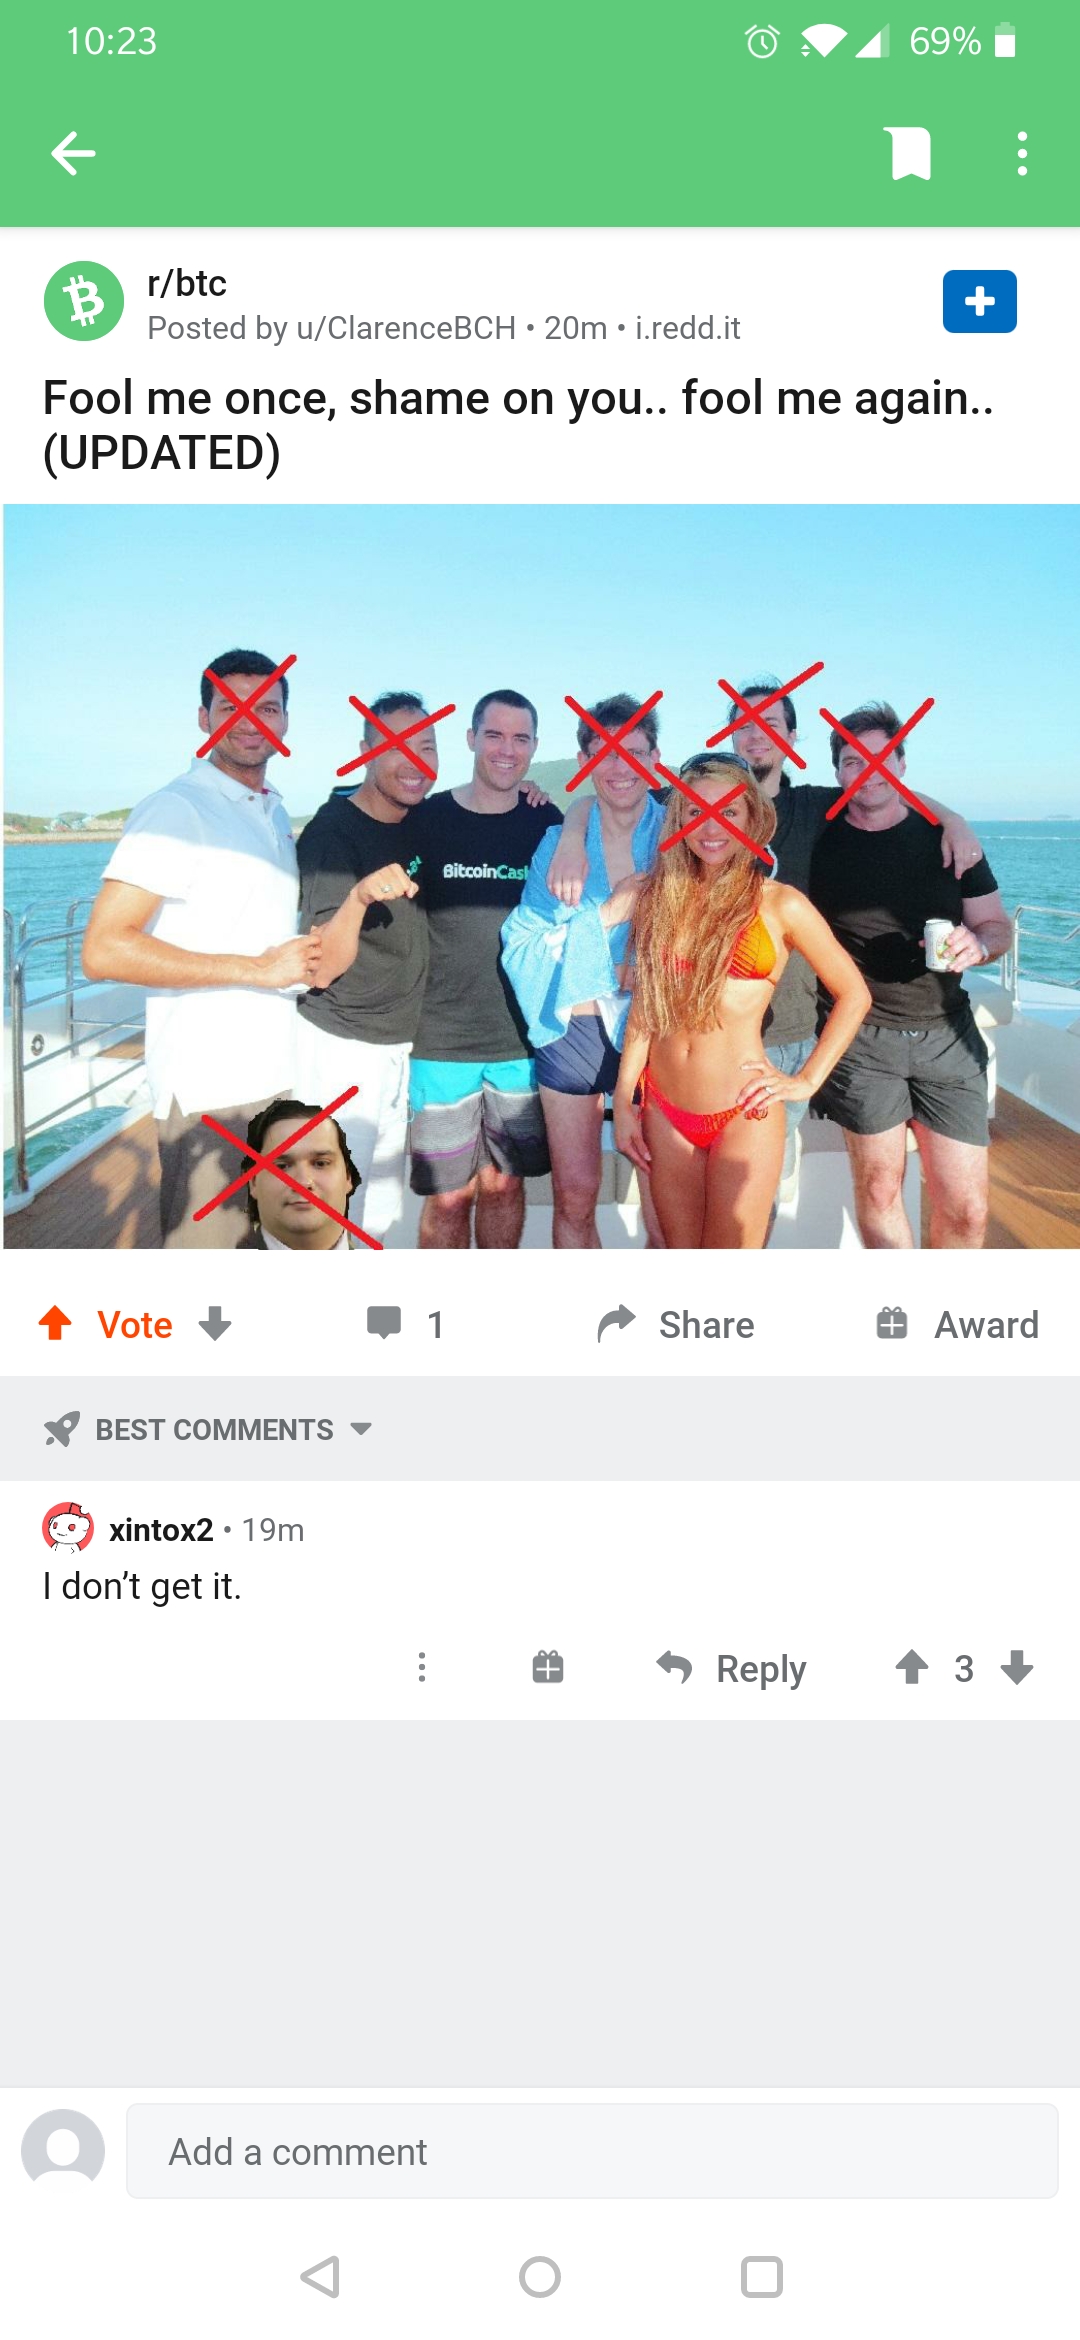 10:23
69%
r/btc
Posted by u/ClarenceBCH • 20m • i.redd.it
Fool me once, shame on you.. fool me again..
(UPDATED)
BitcoinCash
Vote
1
Share
Award
BEST COMMENTS
xintox2 • 19m
I don't get it.
Reply
3
Add a comment